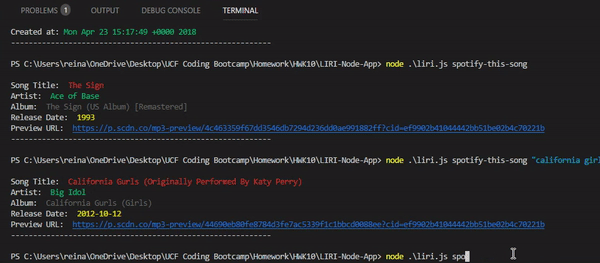 PROBLEMS 1 OUTPUT DEBUG CONSOLE TERMINAL
Created at: Mon Apr 23 15:17:49 +0000 2018
------------------------------------------------------------
PS C:\Users\reina\OneDrive\Desktop\UCF Coding Bootcamp\Homework\HWK10\LIRI-Node-App> node .\liri.js spotify-this-song
Song Title: The Sign
Artist: Ace of Base
Album: The Sign (US Album) [Remastered]
Release Date: 1993
Preview URL: https://p.scdn.co/mp3-preview/4c463359f67dd3546db7294d236dd0ae991882ff?cid=ef9902b41044442bb51be02b4c70221b
------------------------------------------------------------
PS C:\Users\reina\OneDrive\Desktop\UCF Coding Bootcamp\Homework\HWK10\LIRI-Node-App> node .\liri.js spotify-this-song "california girl
Song Title: California Gurls (Originally Performed By Katy Perry)
Artist: Big Idol
Album: California Gurls (Girls)
Release Date: 2012-10-12
Preview URL: https://p.scdn.co/mp3-preview/44690eb80fe8784d3fe7ac5339f1c1bbcd0088ee?cid=ef9902b41044442bb51be02b4c70221b
------------------------------------------------------------
PS C:\Users\reina\OneDrive\Desktop\UCF Coding Bootcamp\Homework\HWK10\LIRI-Node-App> node .\liri.js spo